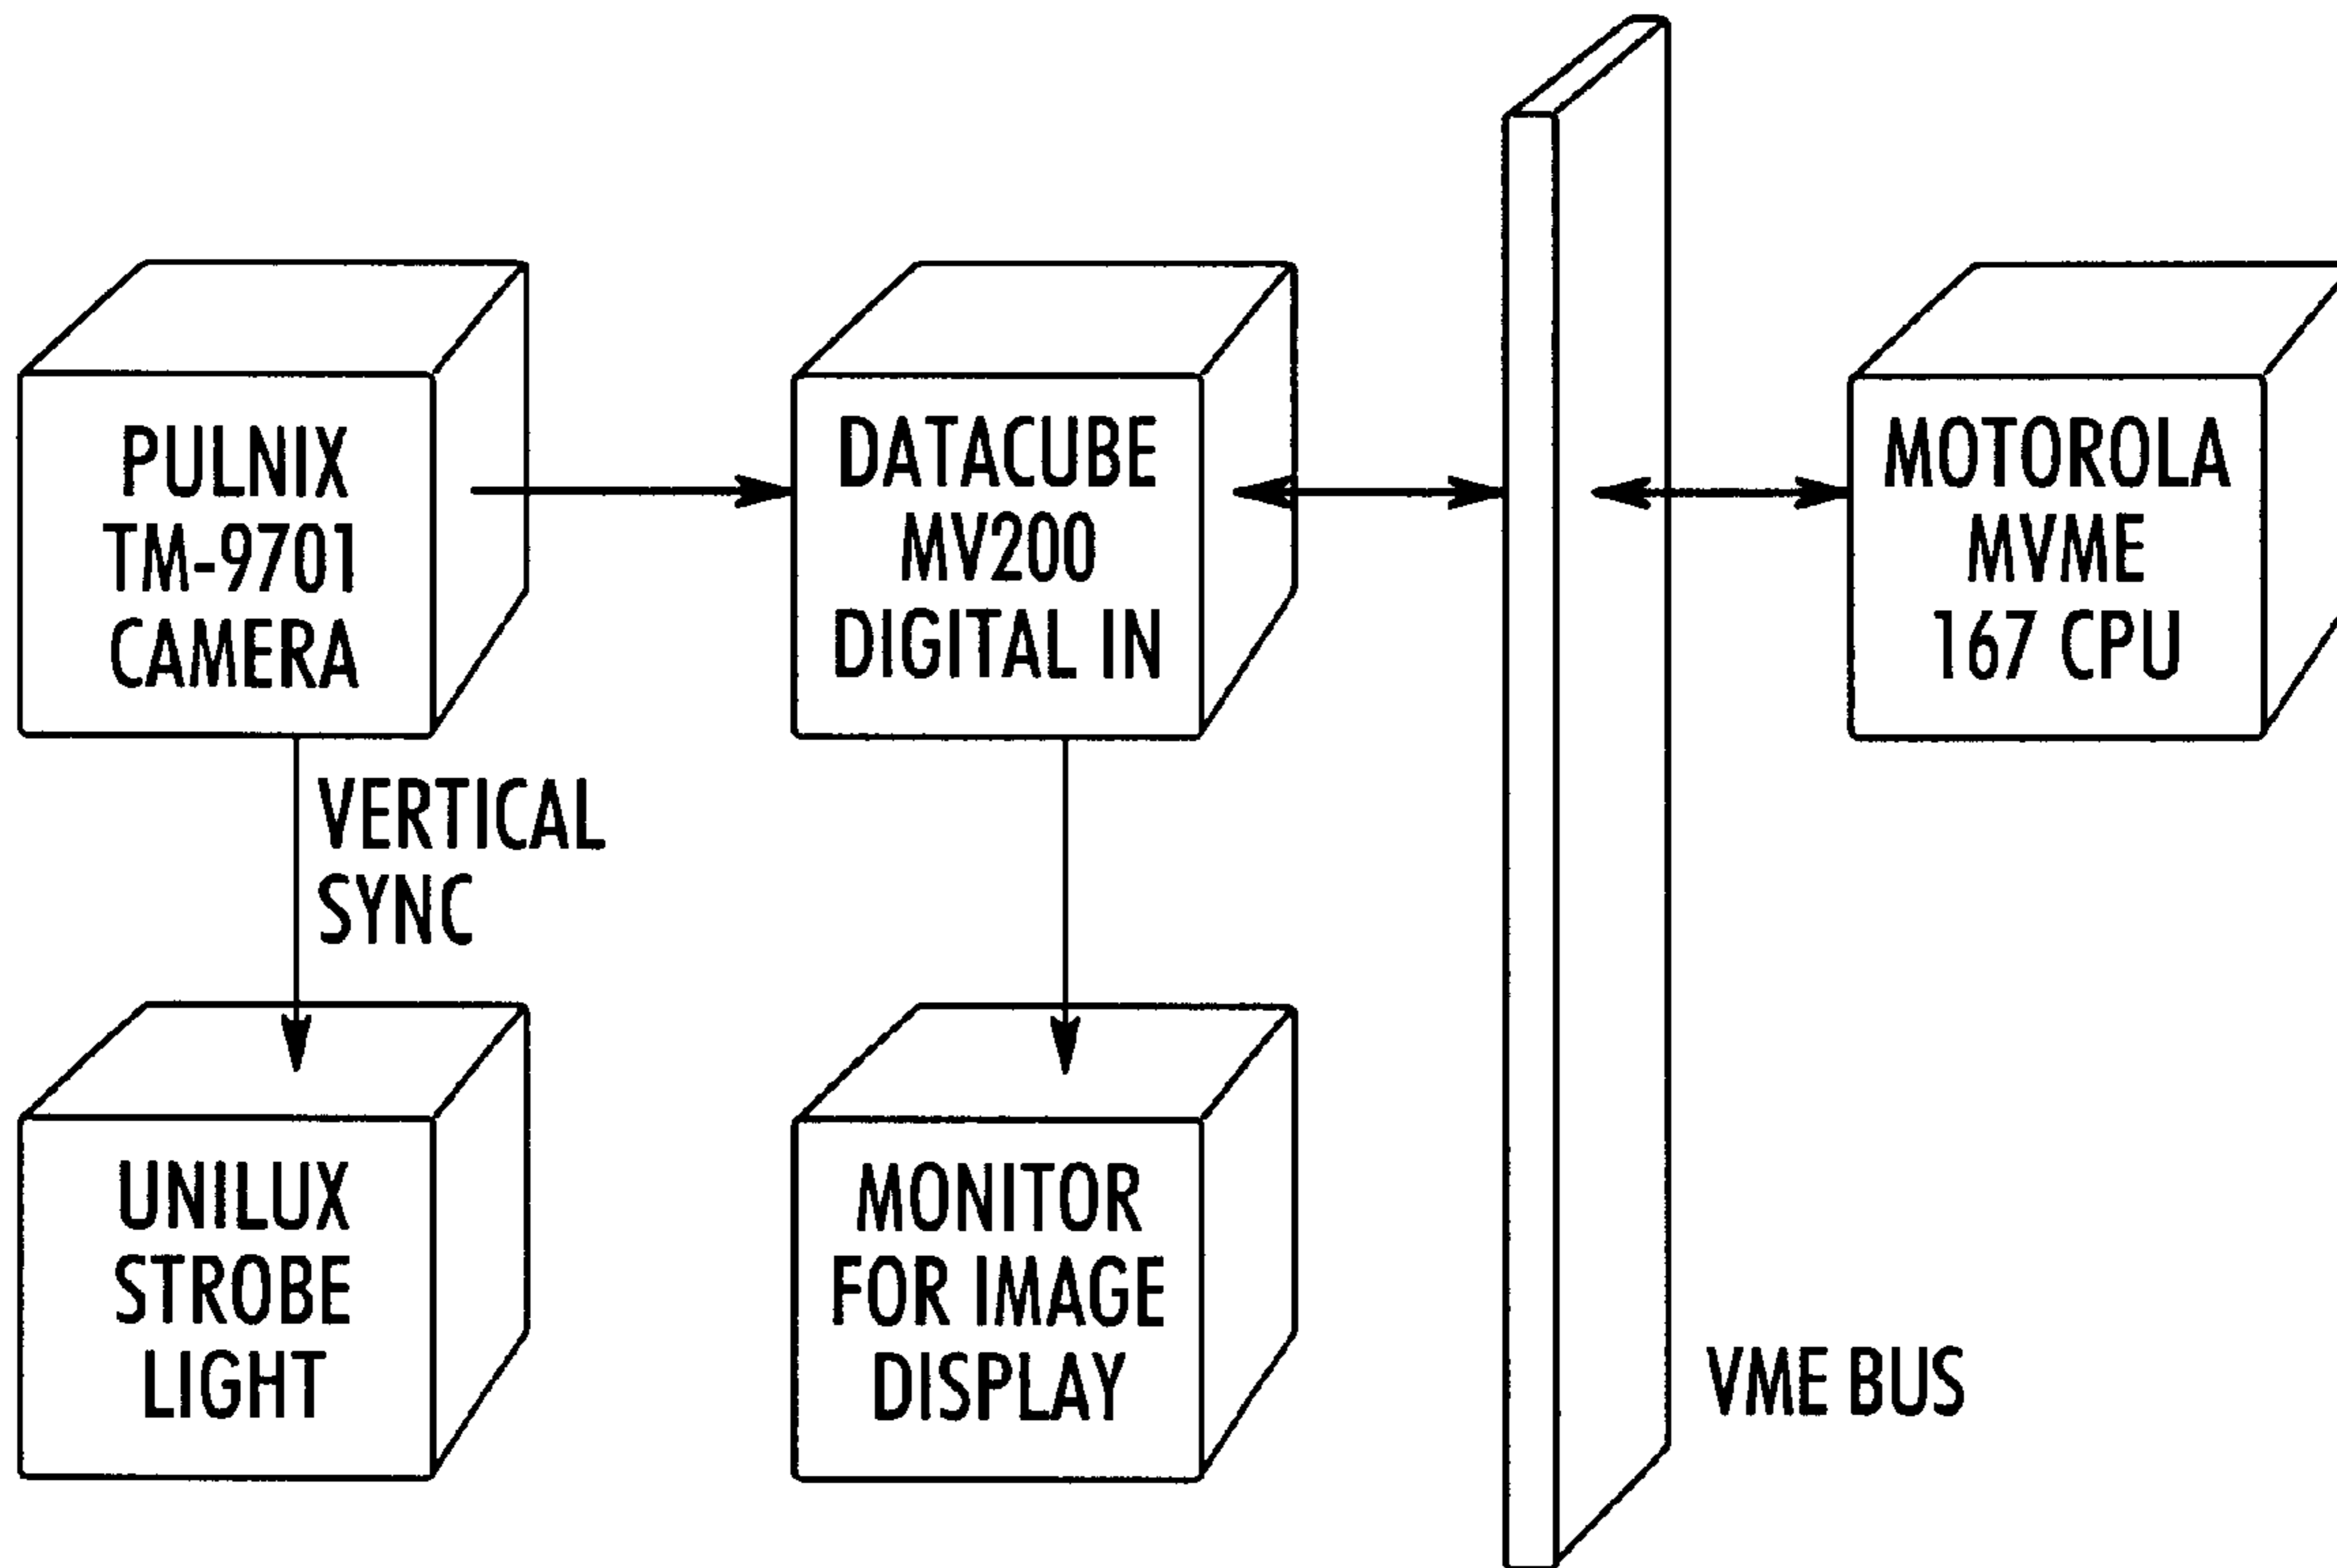 PULNIX
TM-9701
CAMERA
DATACUBE
MV200
DIGITAL IN
MOTOROLA
MVME
167 CPU
VERTICAL
SYNC
UNILUX
STROBE
LIGHT
MONITOR
FOR IMAGE
DISPLAY
VME BUS